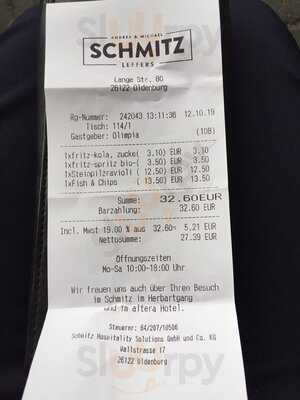 ANDREA & MICHAEL
SCHMITZ
LEFFERS
Lange Str. 80
26122 Oldenburg
Rg-Nummer: 242043 13:11:36 12.10.19
Tisch: 114/1
Gastgeber: Olimpia (108)
1xfritz-kola, zucke( 3.10) EUR 3.10
1xfritz-spritz bio-( 3.50) EUR 3.50
1xSteinpilzravioli ( 12.50) EUR 12.50
1xFish & Chips ( 13.50) EUR 13.50
Summe: 32.60EUR
Barzahlung: 32.60 EUR
Incl. Mwst 19.00 % aus 32.60= 5.21 EUR
Nettosumme: 27.39 EUR
Öffnungszeiten
Mo-Sa 10:00-18:00 Uhr
Wir freuen uns auch über Ihren Besuch
im Schmitz im Herbartgang
und im altera Hotel.
Steuernr: 64/207/10506
Schmitz Hospitality Solutions GmbH und Co. KG
Wallstrasse 17
26122 Oldenburg